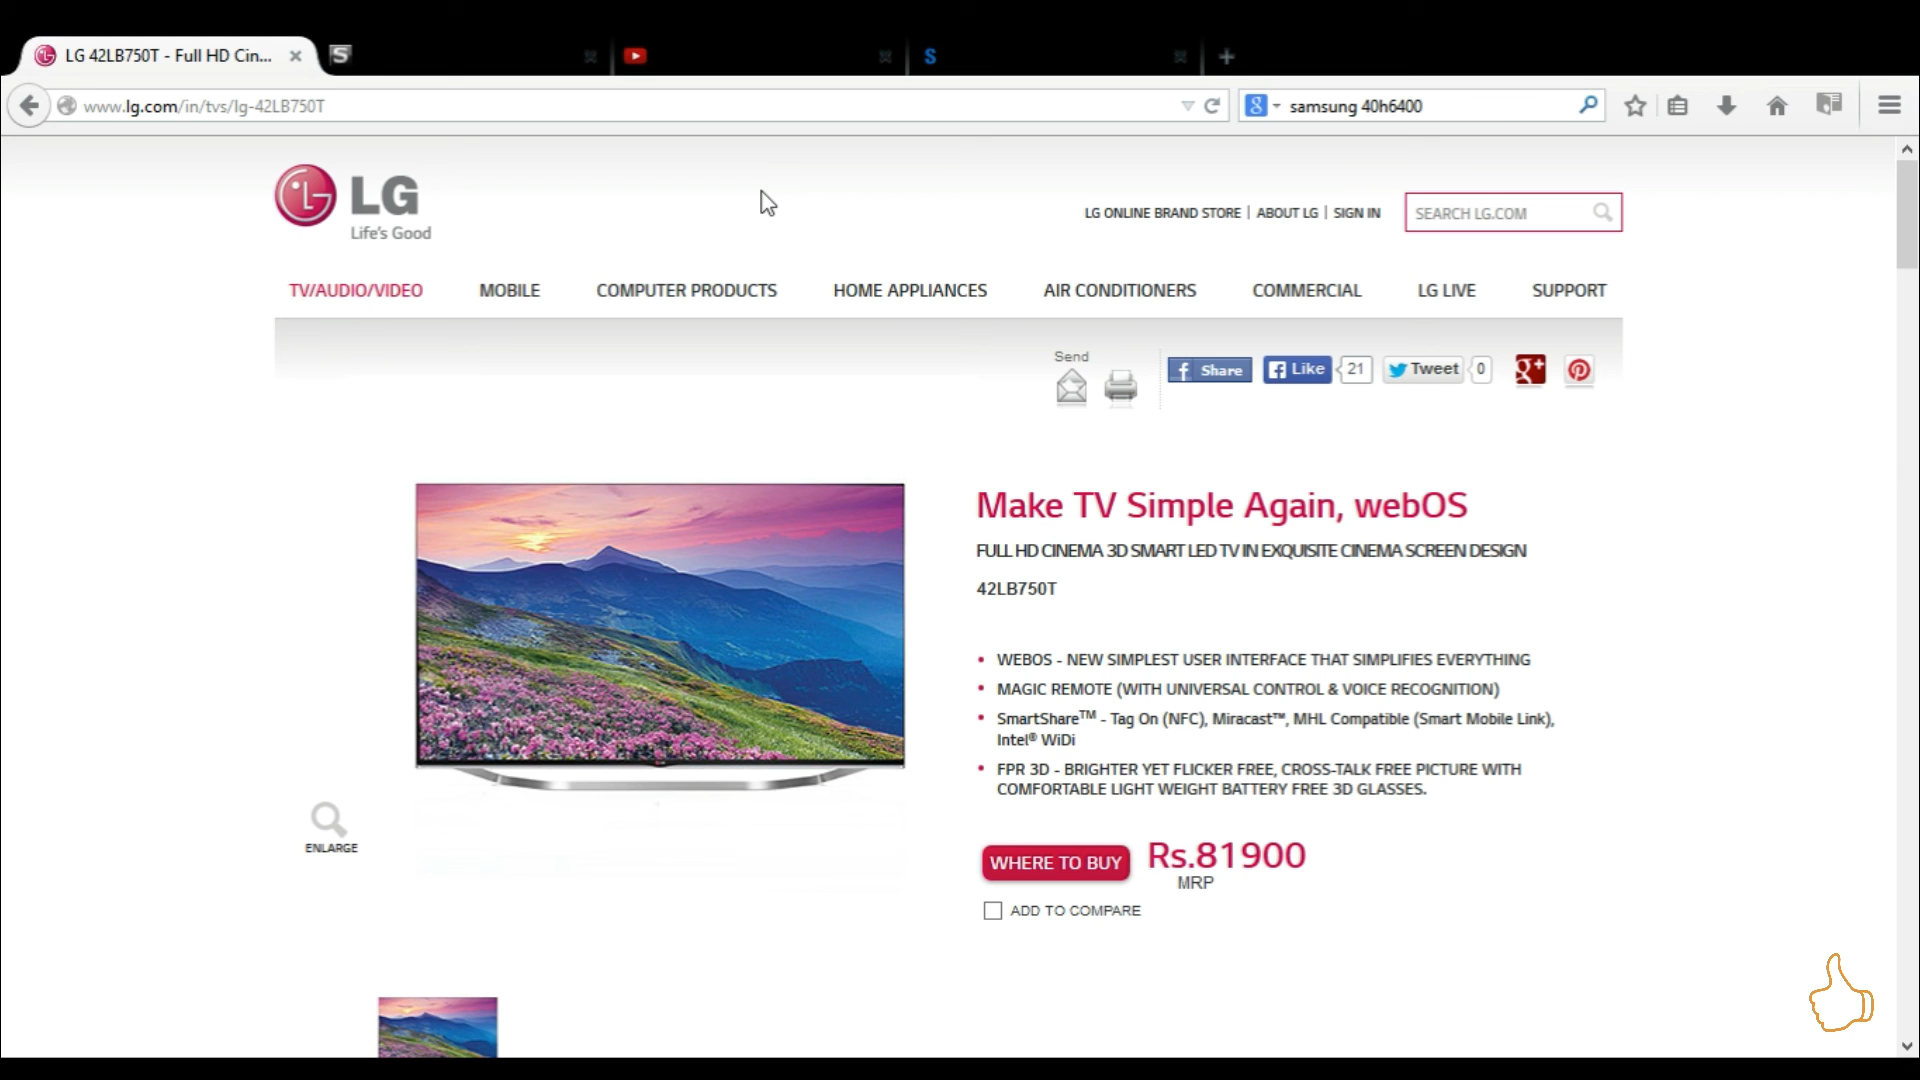 LG 42LB750T - Full HD Cin...
S
S
www.lg.com/in/tvs/lg-42LB750T
8
samsung 40h6400
LG
Life's Good
LG ONLINE BRAND STORE | ABOUT LG | SIGN IN
SEARCH LG.COM
TV/AUDIO/VIDEO MOBILE COMPUTER PRODUCTS HOME APPLIANCES AIR CONDITIONERS COMMERCIAL LG LIVE SUPPORT
Send
f Share
f Like 21
Tweet 0
g+
Make TV Simple Again, webOS
FULL HD CINEMA 3D SMART LED TV IN EXQUISITE CINEMA SCREEN DESIGN
42LB750T
• WEBOS - NEW SIMPLEST USER INTERFACE THAT SIMPLIFIES EVERYTHING
• MAGIC REMOTE (WITH UNIVERSAL CONTROL & VOICE RECOGNITION)
• SmartShare™ - Tag On (NFC), Miracast™, MHL Compatible (Smart Mobile Link),
Intel® WiDi
• FPR 3D - BRIGHTER YET FLICKER FREE, CROSS-TALK FREE PICTURE WITH
COMFORTABLE LIGHT WEIGHT BATTERY FREE 3D GLASSES.
ENLARGE
WHERE TO BUY Rs.81900
MRP
ADD TO COMPARE